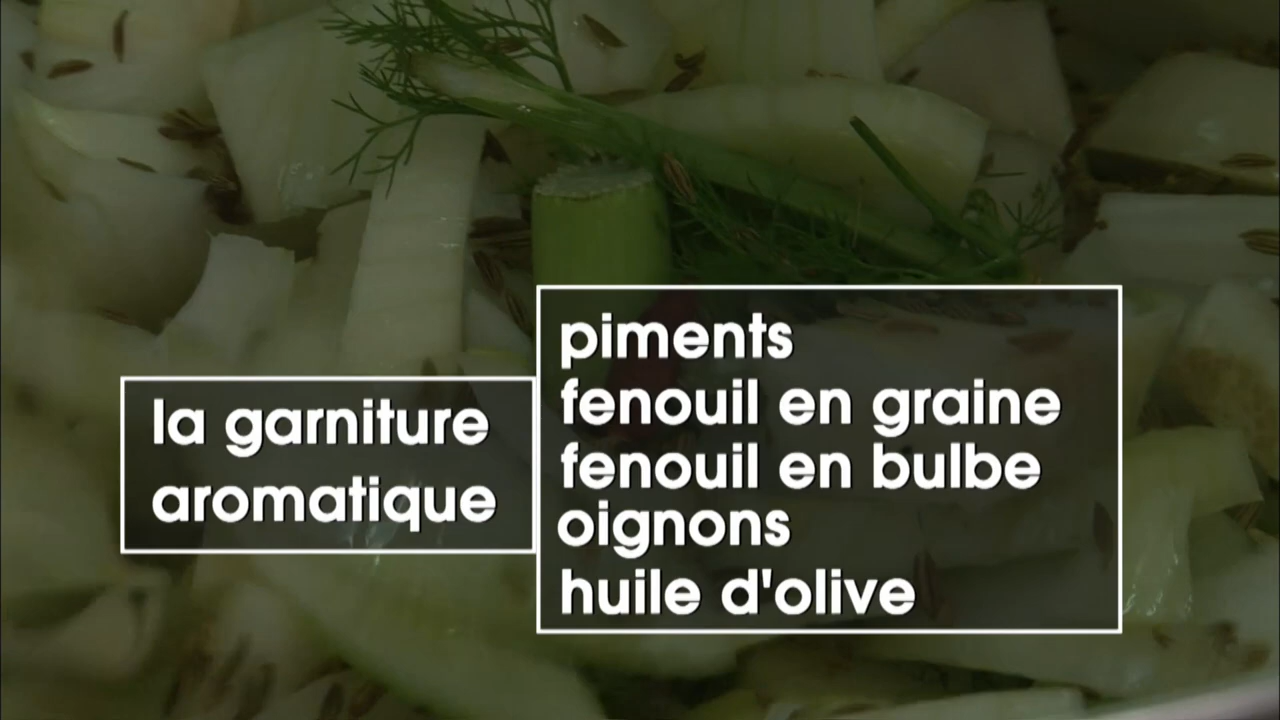 la garniture
aromatique
piments
fenouil en graine
fenouil en bulbe
oignons
huile d'olive